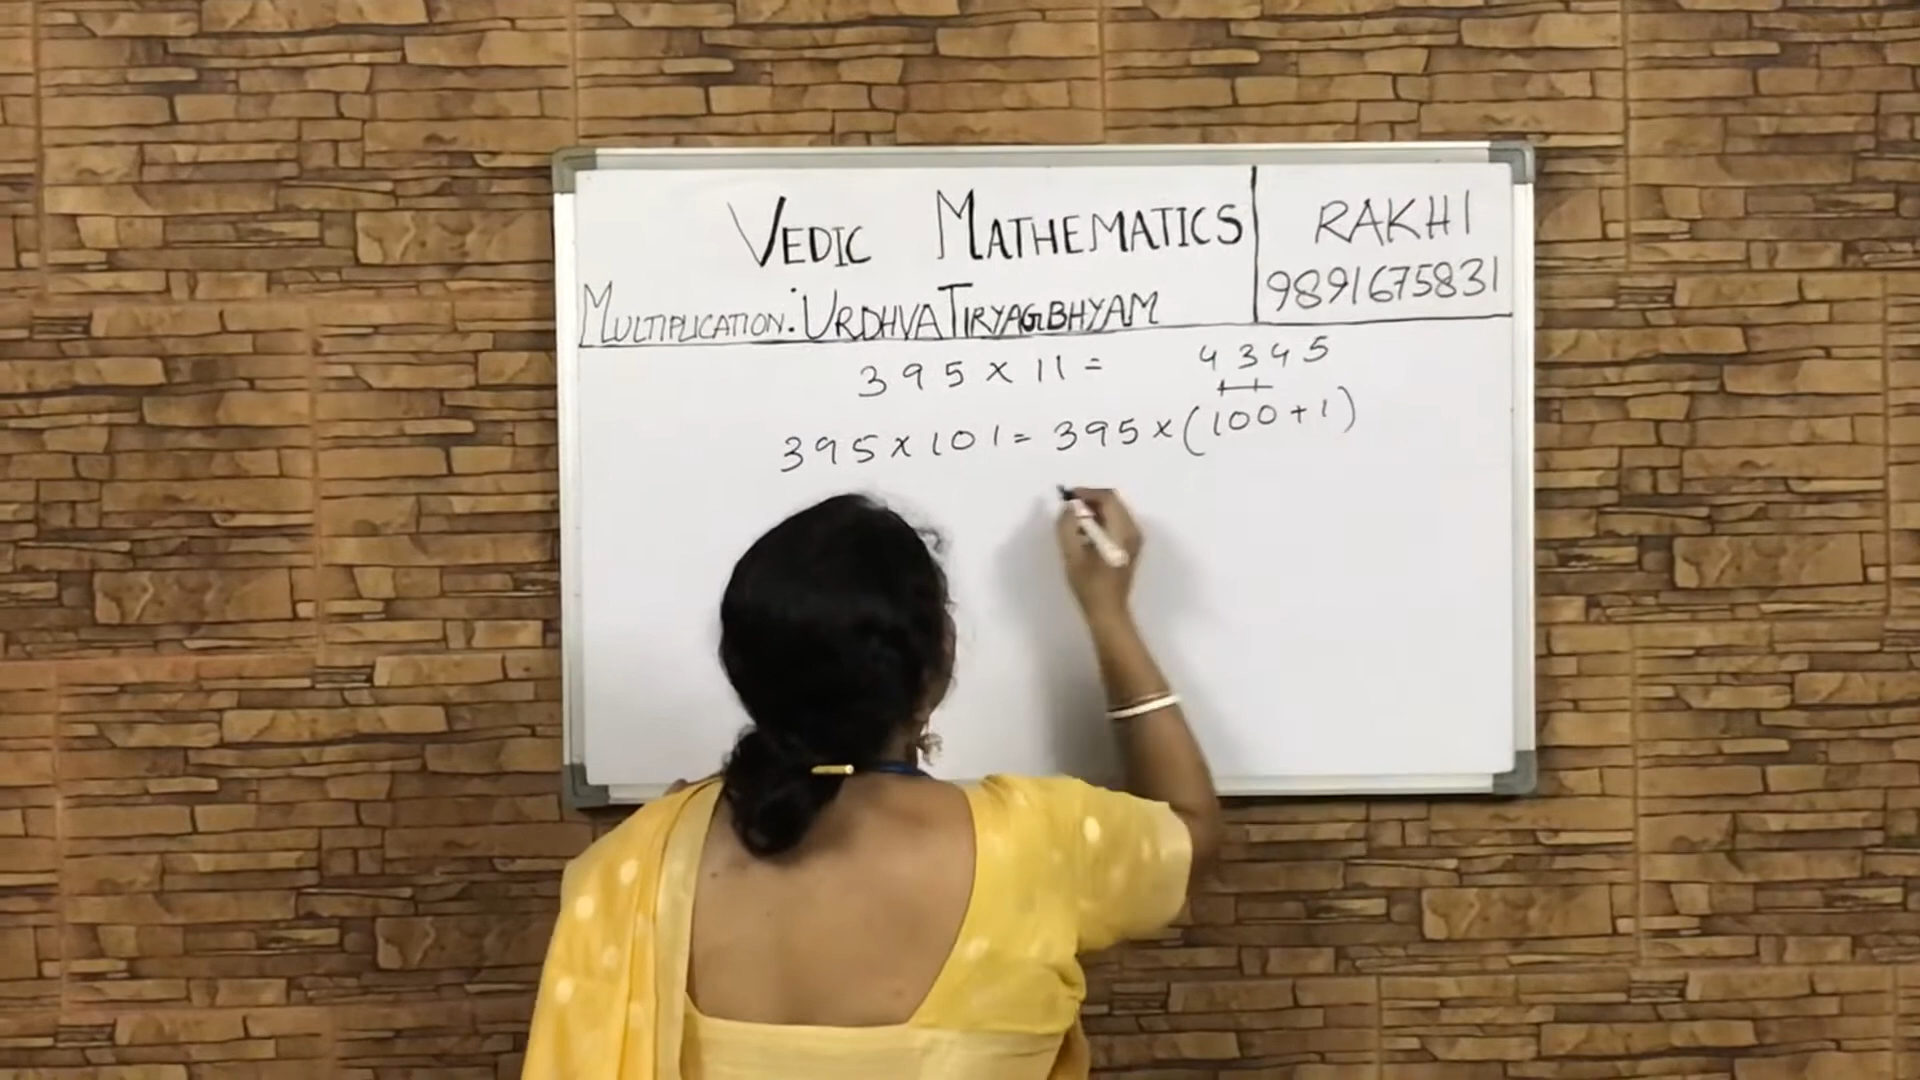 VEDIC MATHEMATICS
RAKHI
9891675831
MULTIPLICATION: URDHVA TIRYAGBHYAM
395 × 11 = 4345
395 × 101 = 395 × (100 + 1)